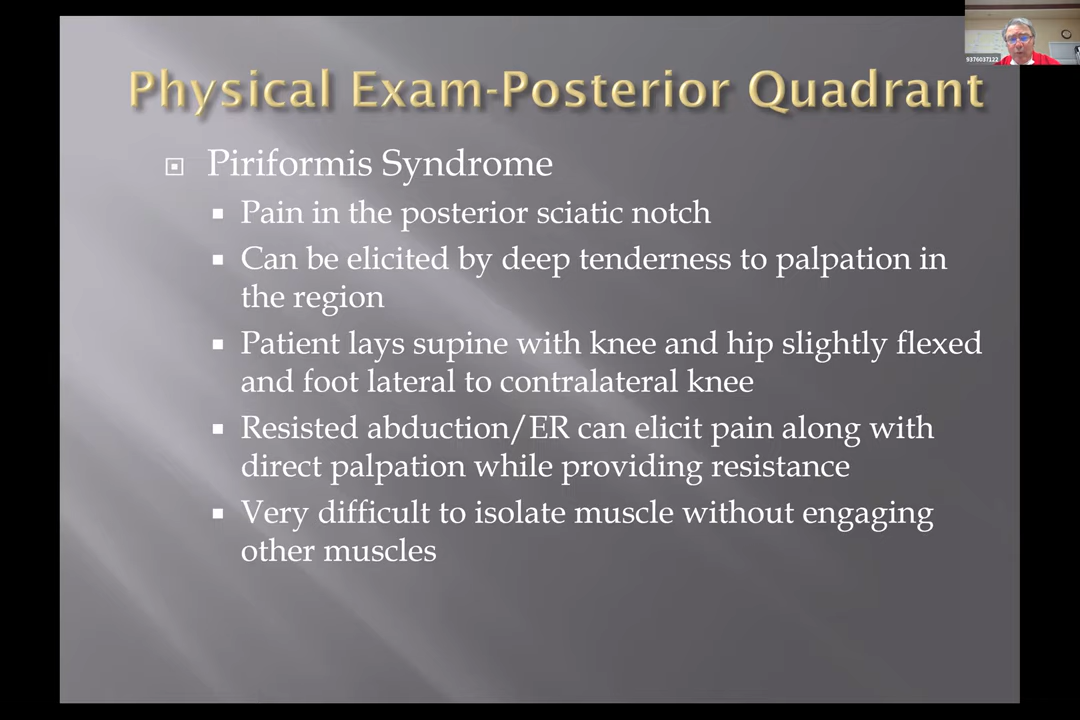 Physical Exam-Posterior Quadrant
Piriformis Syndrome
Pain in the posterior sciatic notch
Can be elicited by deep tenderness to palpation in
the region
Patient lays supine with knee and hip slightly flexed
and foot lateral to contralateral knee
Resisted abduction/ER can elicit pain along with
direct palpation while providing resistance
Very difficult to isolate muscle without engaging
other muscles
9376037122